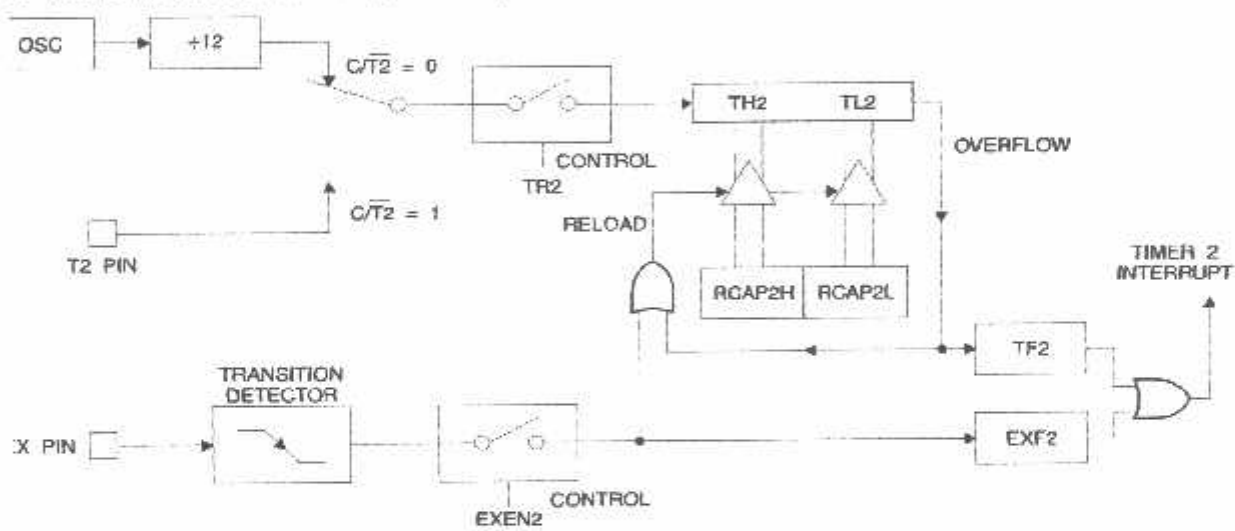 OSC
÷12
C/T2 = 0
TH2
TL2
OVERFLOW
CONTROL
TR2
C/T2 = 1
RELOAD
T2 PIN
TIMER 2
INTERRUPT
RCAP2H
RCAP2L
TF2
TRANSITION
DETECTOR
X PIN
EXF2
CONTROL
EXEN2